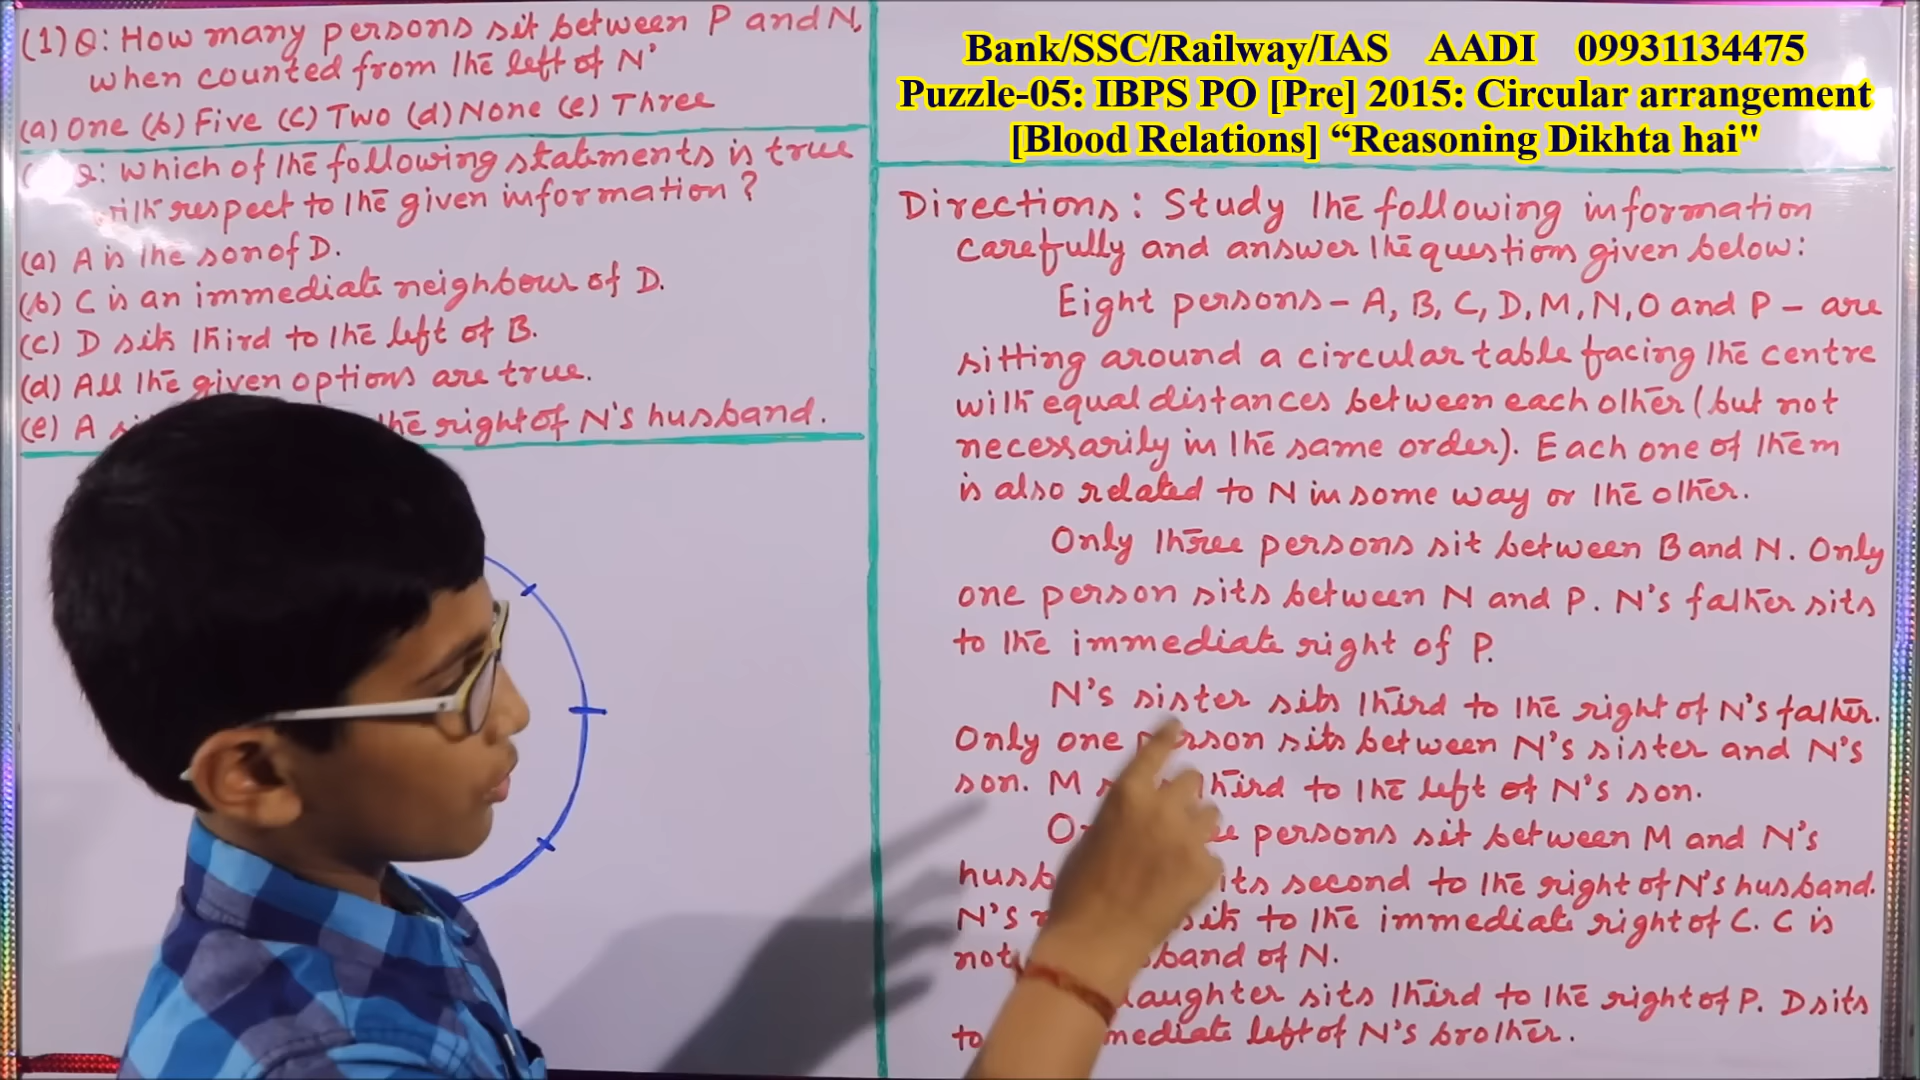 (1) Q: How many persons sit between P and N,
when counted from the left of N?
(a) One (b) Five (c) Two (d) None (e) Three
Q: Which of the following statements is true
with respect to the given information?
(a) A is the son of D.
(b) C is an immediate neighbour of D.
(c) D sits third to the left of B.
(d) All the given options are true.
(e) A the right of N's husband.
Bank/SSC/Railway/IAS AADI 09931134475
Puzzle-05: IBPS PO [Pre] 2015: Circular arrangement
[Blood Relations] “Reasoning Dikhta hai"
Directions: Study the following information
carefully and answer the questions given below:
Eight persons – A, B, C, D, M, N, O and P – are
sitting around a circular table facing the centre
with equal distances between each other (but not
necessarily in the same order). Each one of them
is also related to N in some way or the other.
Only three persons sit between B and N. Only
one person sits between N and P. N's father sits
to the immediate right of P.
N's sister sits third to the right of N's father.
Only one person sits between N's sister and N's
son. M third to the left of N's son.
persons sit between M and N's
sits second to the right of N's husband.
N's sits to the immediate right of C. C is
not husband of N.
daughter sits third to the right of P. D sits
to immediate left of N's brother.